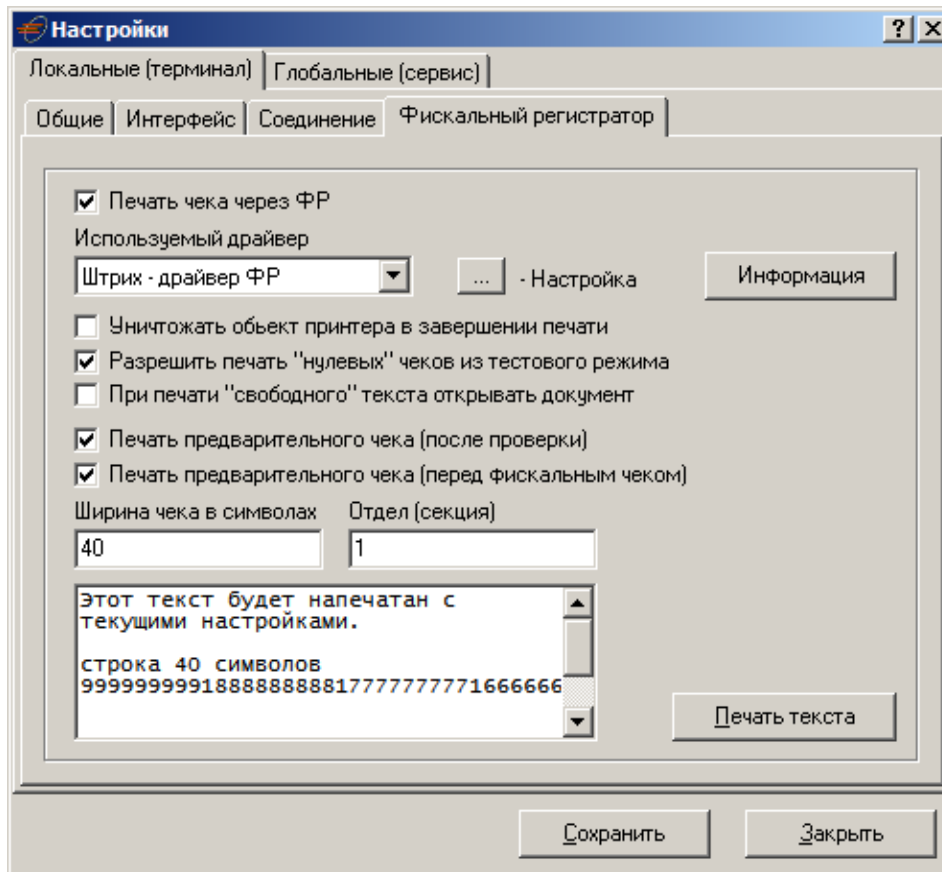 Настройки
Локальные (терминал) Глобальные (сервис)
Общие Интерфейс Соединение Фискальный регистратор
Печать чека через ФР
Используемый драйвер
Штрих - драйвер ФР ... - Настройка Информация
Уничтожать обьект принтера в завершении печати
Разрешить печать "нулевых" чеков из тестового режима
При печати "свободного" текста открывать документ
Печать предварительного чека (после проверки)
Печать предварительного чека (перед фискальным чеком)
Ширина чека в символах Отдел (секция)
40 1
Этот текст будет напечатан с
текущими настройками.
строка 40 символов
9999999991888888888817777777771666666
Печать текста
Сохранить Закрыть